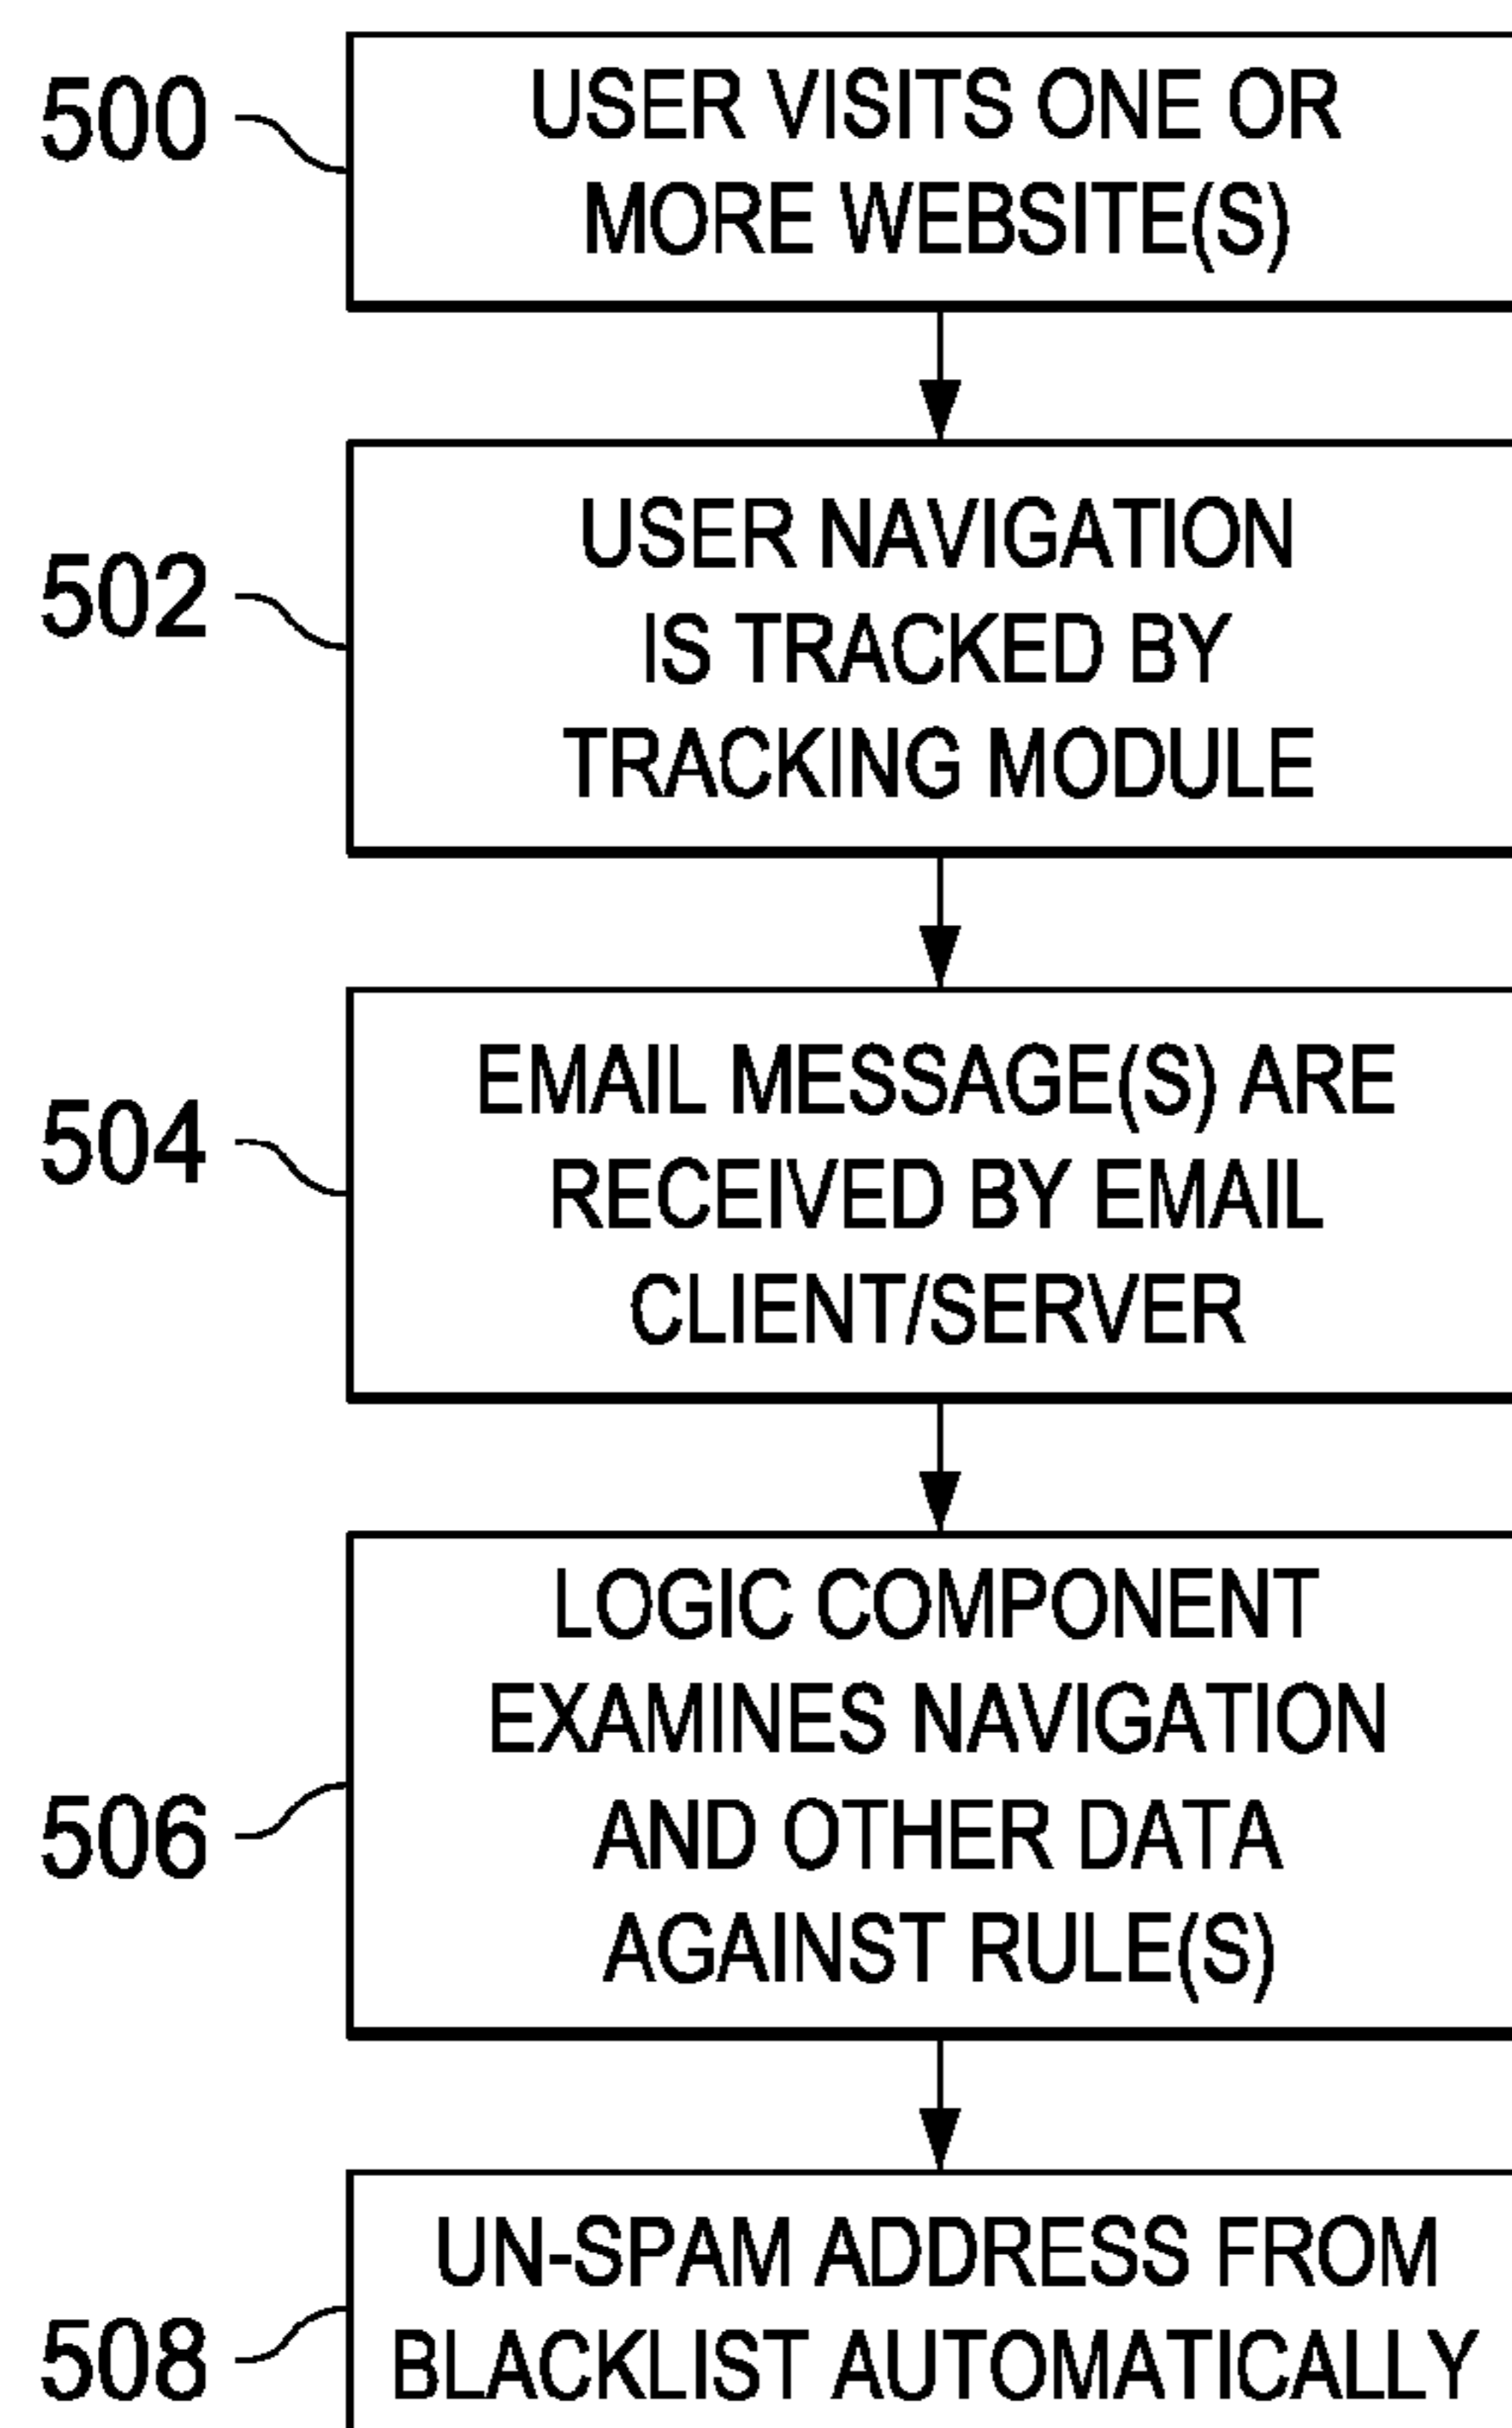 500
USER VISITS ONE OR
MORE WEBSITE(S)
502
USER NAVIGATION
IS TRACKED BY
TRACKING MODULE
504
EMAIL MESSAGE(S) ARE
RECEIVED BY EMAIL
CLIENT/SERVER
506
LOGIC COMPONENT
EXAMINES NAVIGATION
AND OTHER DATA
AGAINST RULE(S)
508
UN-SPAM ADDRESS FROM
BLACKLIST AUTOMATICALLY